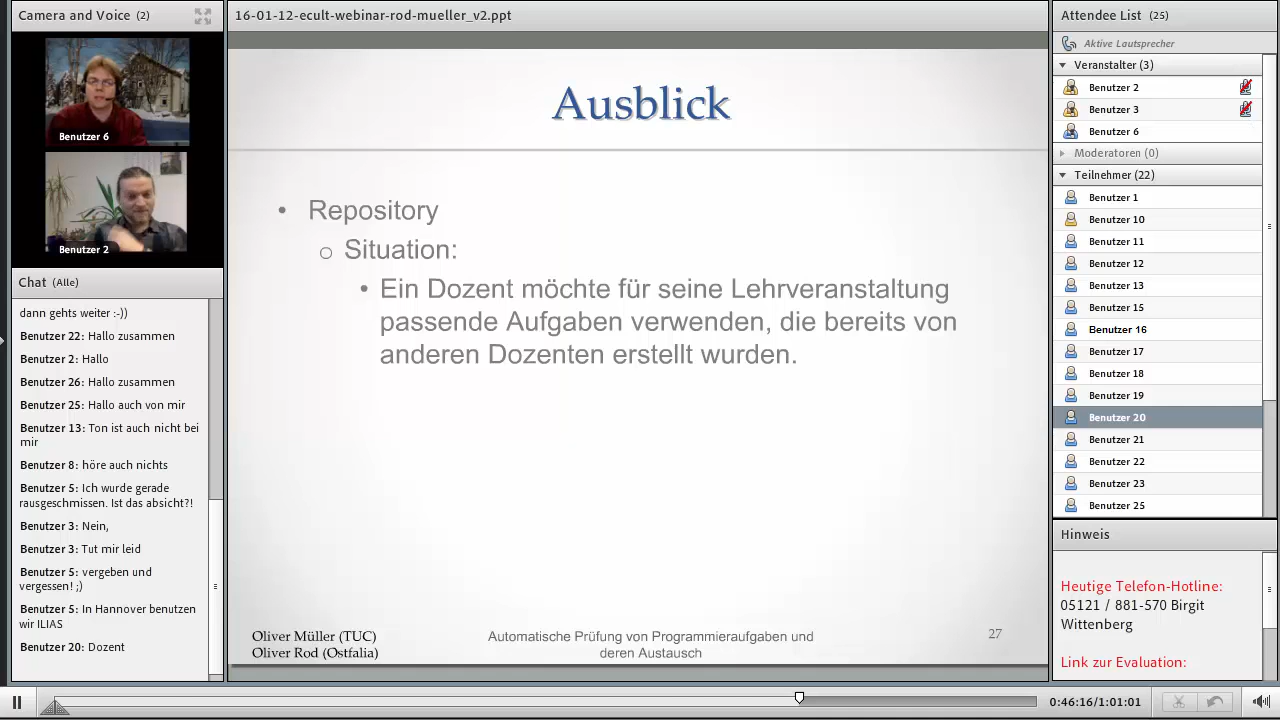 Camera and Voice (2)
Benutzer 6
Benutzer 2
Chat (Alle)
dann gehts weiter :-))
Benutzer 22: Hallo zusammen
Benutzer 2: Hallo
Benutzer 26: Hallo zusammen
Benutzer 25: Hallo auch von mir
Benutzer 13: Ton ist auch nicht bei
mir
Benutzer 8: höre auch nichts
Benutzer 5: Ich wurde gerade
rausgeschmissen. Ist das absicht?!
Benutzer 3: Nein,
Benutzer 3: Tut mir leid
Benutzer 5: vergeben und
vergessen! ;)
Benutzer 5: In Hannover benutzen
wir ILIAS
Benutzer 20: Dozent
16-01-12-ecult-webinar-rod-mueller_v2.ppt
Ausblick
• Repository
o Situation:
• Ein Dozent möchte für seine Lehrveranstaltung
passende Aufgaben verwenden, die bereits von
anderen Dozenten erstellt wurden.
Oliver Müller (TUC)
Oliver Rod (Ostfalia)
Automatische Prüfung von Programmieraufgaben und
deren Austausch
27
Attendee List (25)
Aktive Lautsprecher
Veranstalter (3)
Benutzer 2
Benutzer 3
Benutzer 6
Moderatoren (0)
Teilnehmer (22)
Benutzer 1
Benutzer 10
Benutzer 11
Benutzer 12
Benutzer 13
Benutzer 15
Benutzer 16
Benutzer 17
Benutzer 18
Benutzer 19
Benutzer 20
Benutzer 21
Benutzer 22
Benutzer 23
Benutzer 25
Hinweis
Heutige Telefon-Hotline:
05121 / 881-570 Birgit
Wittenberg
Link zur Evaluation:
0:46:16/1:01:01